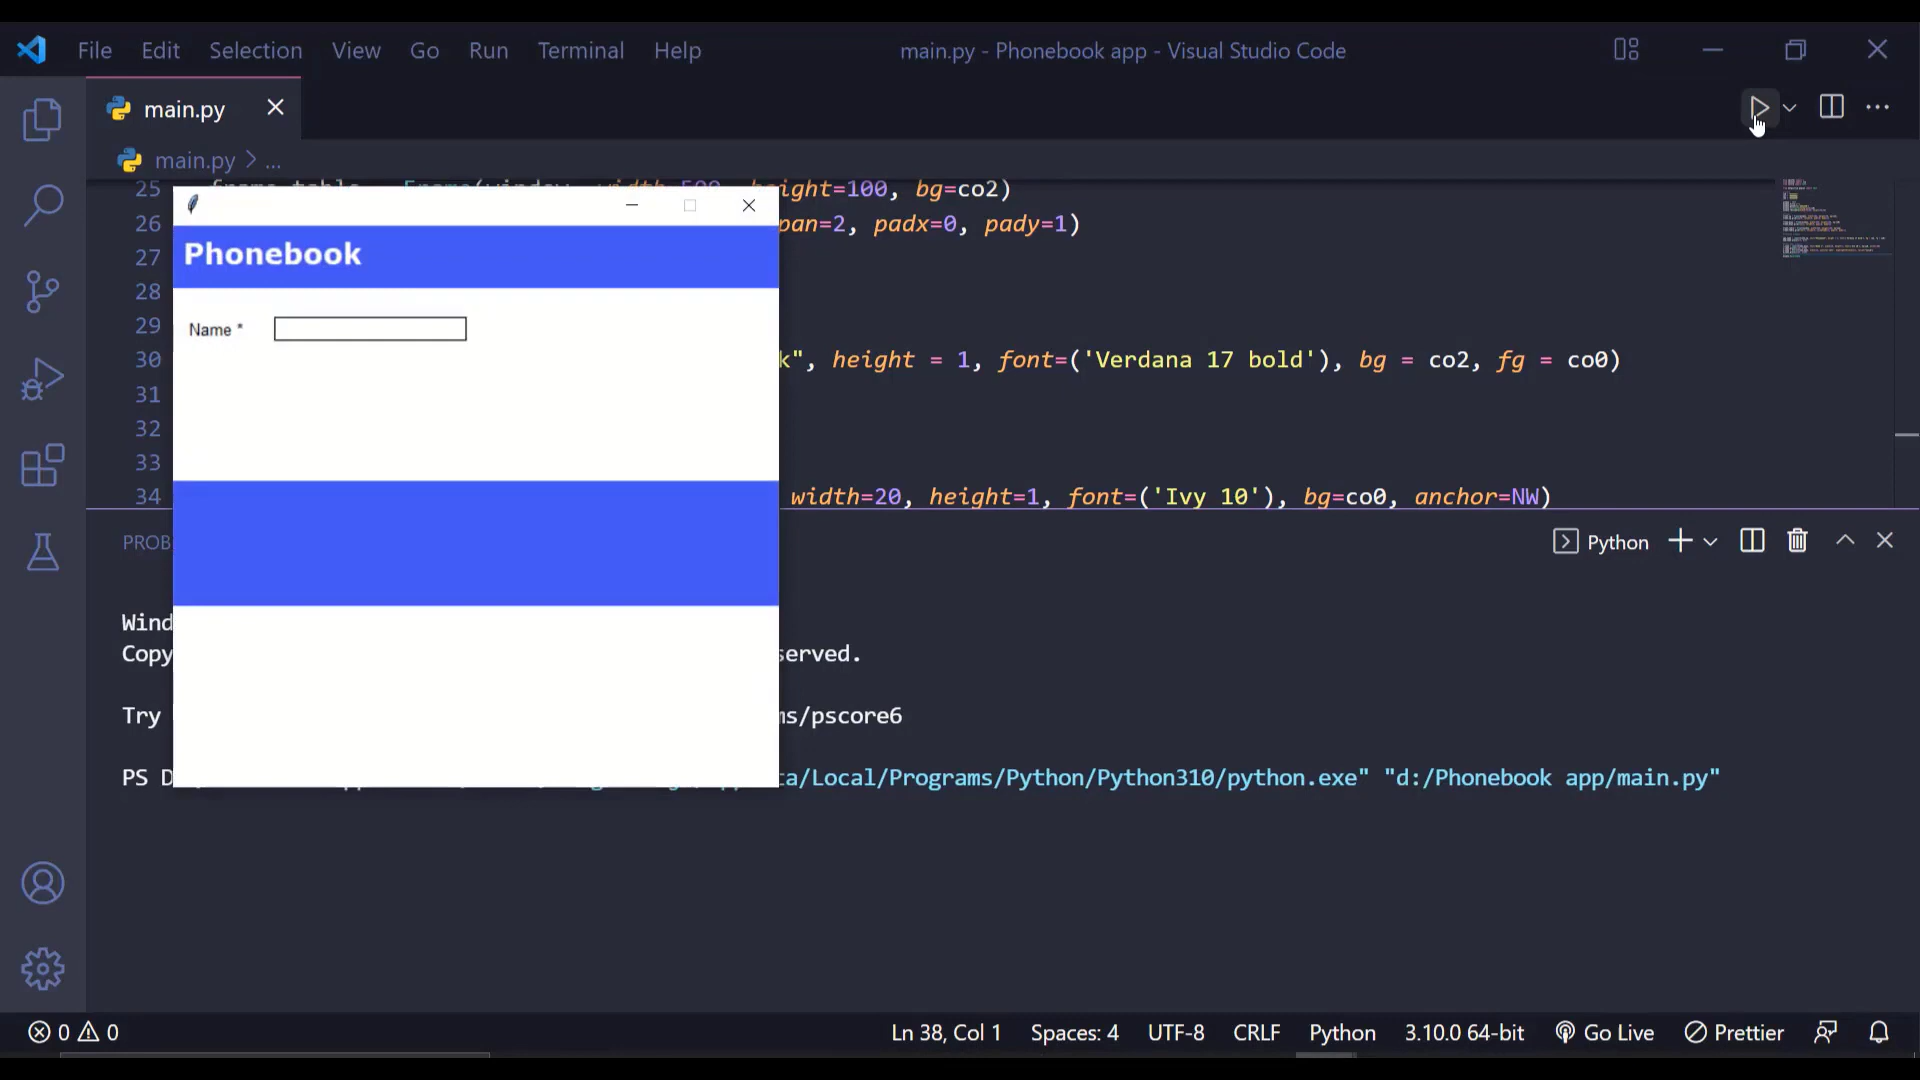 File Edit Selection View Go Run Terminal Help main.py - Phonebook app - Visual Studio Code
main.py
main.py > ...
25 height=100, bg=co2)
26 pan=2, padx=0, pady=1)
27
28
29
30 k", height = 1, font=('Verdana 17 bold'), bg = co2, fg = co0)
31
32
33
34 width=20, height=1, font=('Ivy 10'), bg=co0, anchor=NW)
Phonebook
Name *
PROB
Python
Wind
Copy served.
Try ms/pscore6
PS D ta/Local/Programs/Python/Python310/python.exe" "d:/Phonebook app/main.py"
0 0 Ln 38, Col 1 Spaces: 4 UTF-8 CRLF Python 3.10.0 64-bit Go Live Prettier